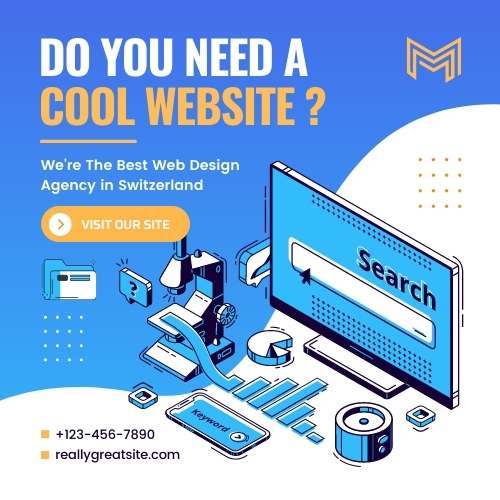 DO YOU NEED A
COOL WEBSITE ?
We're The Best Web Design
Agency in Switzerland
VISIT OUR SITE
?
Search
Keyword
+123-456-7890
reallygreatsite.com